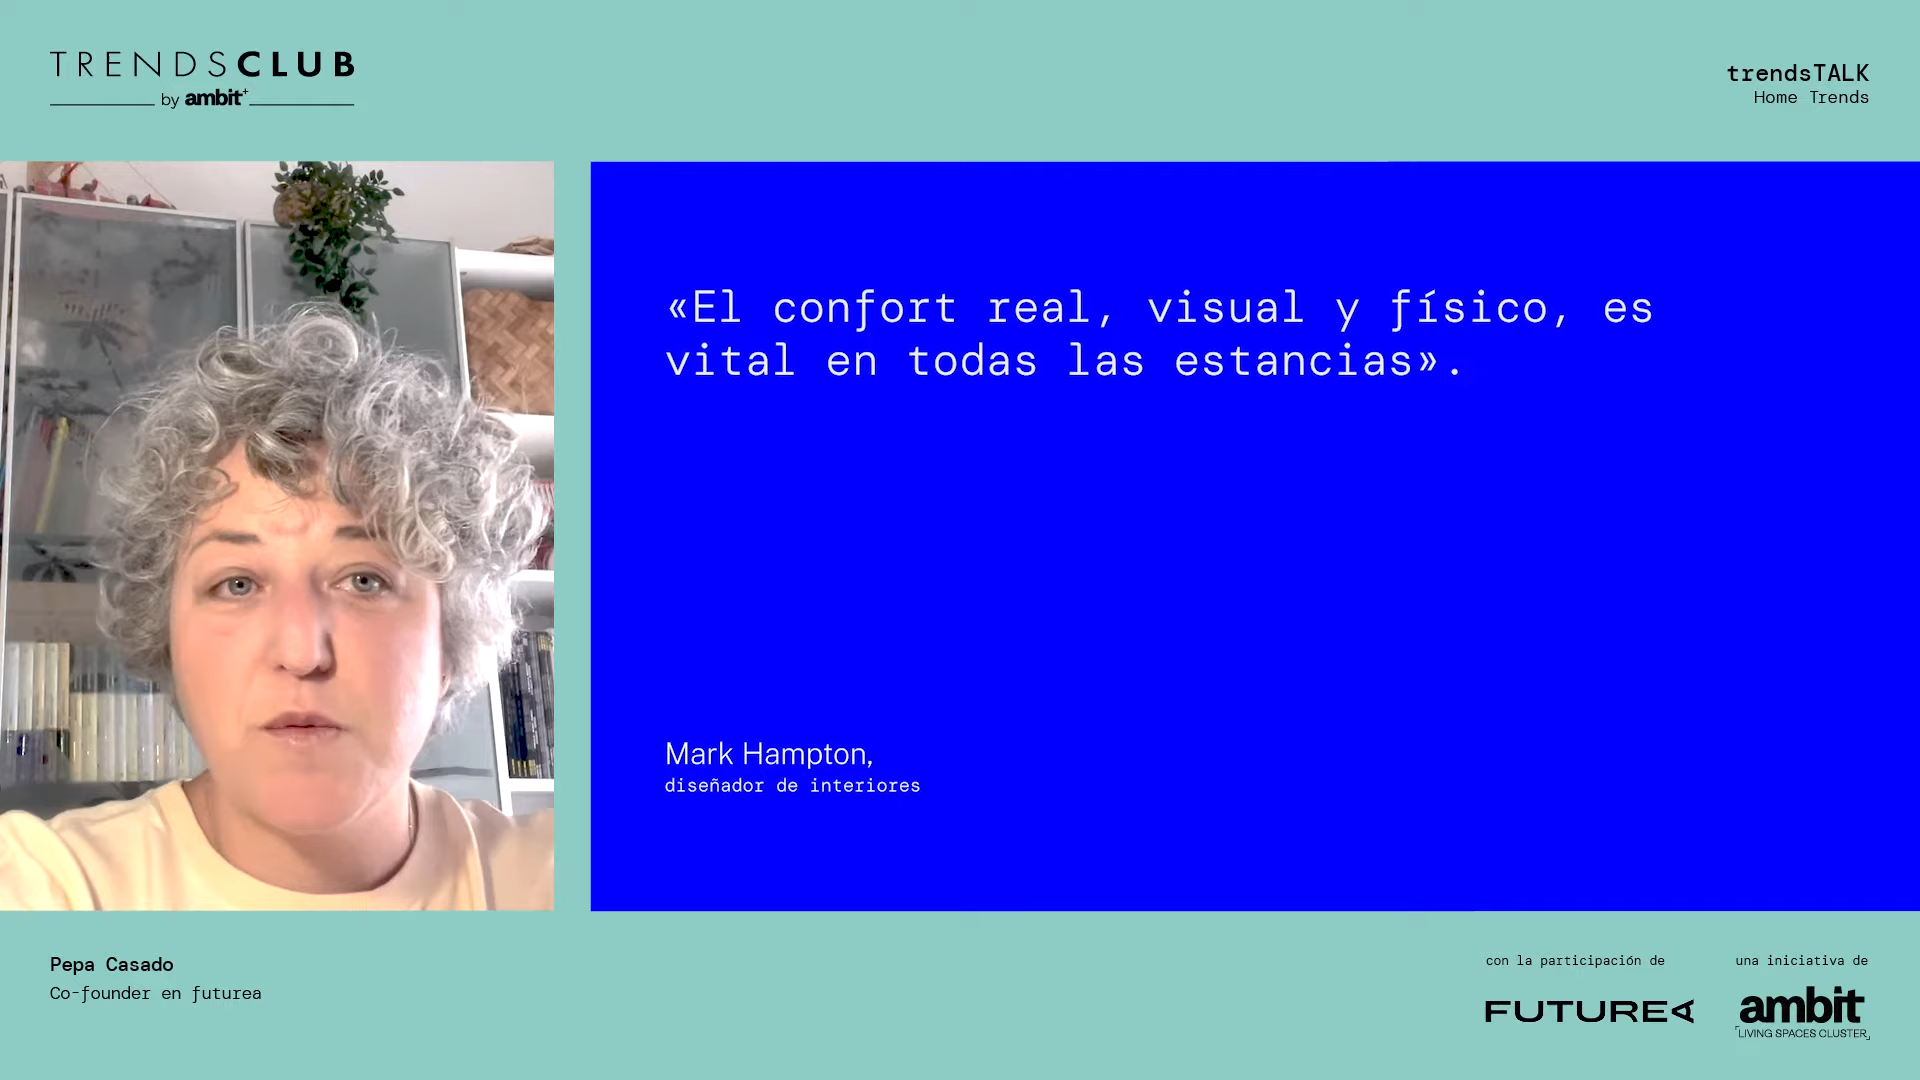 TRENDSCLUB
by ambit+
trendsTALK
Home Trends
«El confort real, visual y físico, es
vital en todas las estancias».
Mark Hampton,
diseñador de interiores
Pepa Casado
Co-founder en futurea
con la participación de
FUTUREA
una iniciativa de
ambit
LIVING SPACES CLUSTER